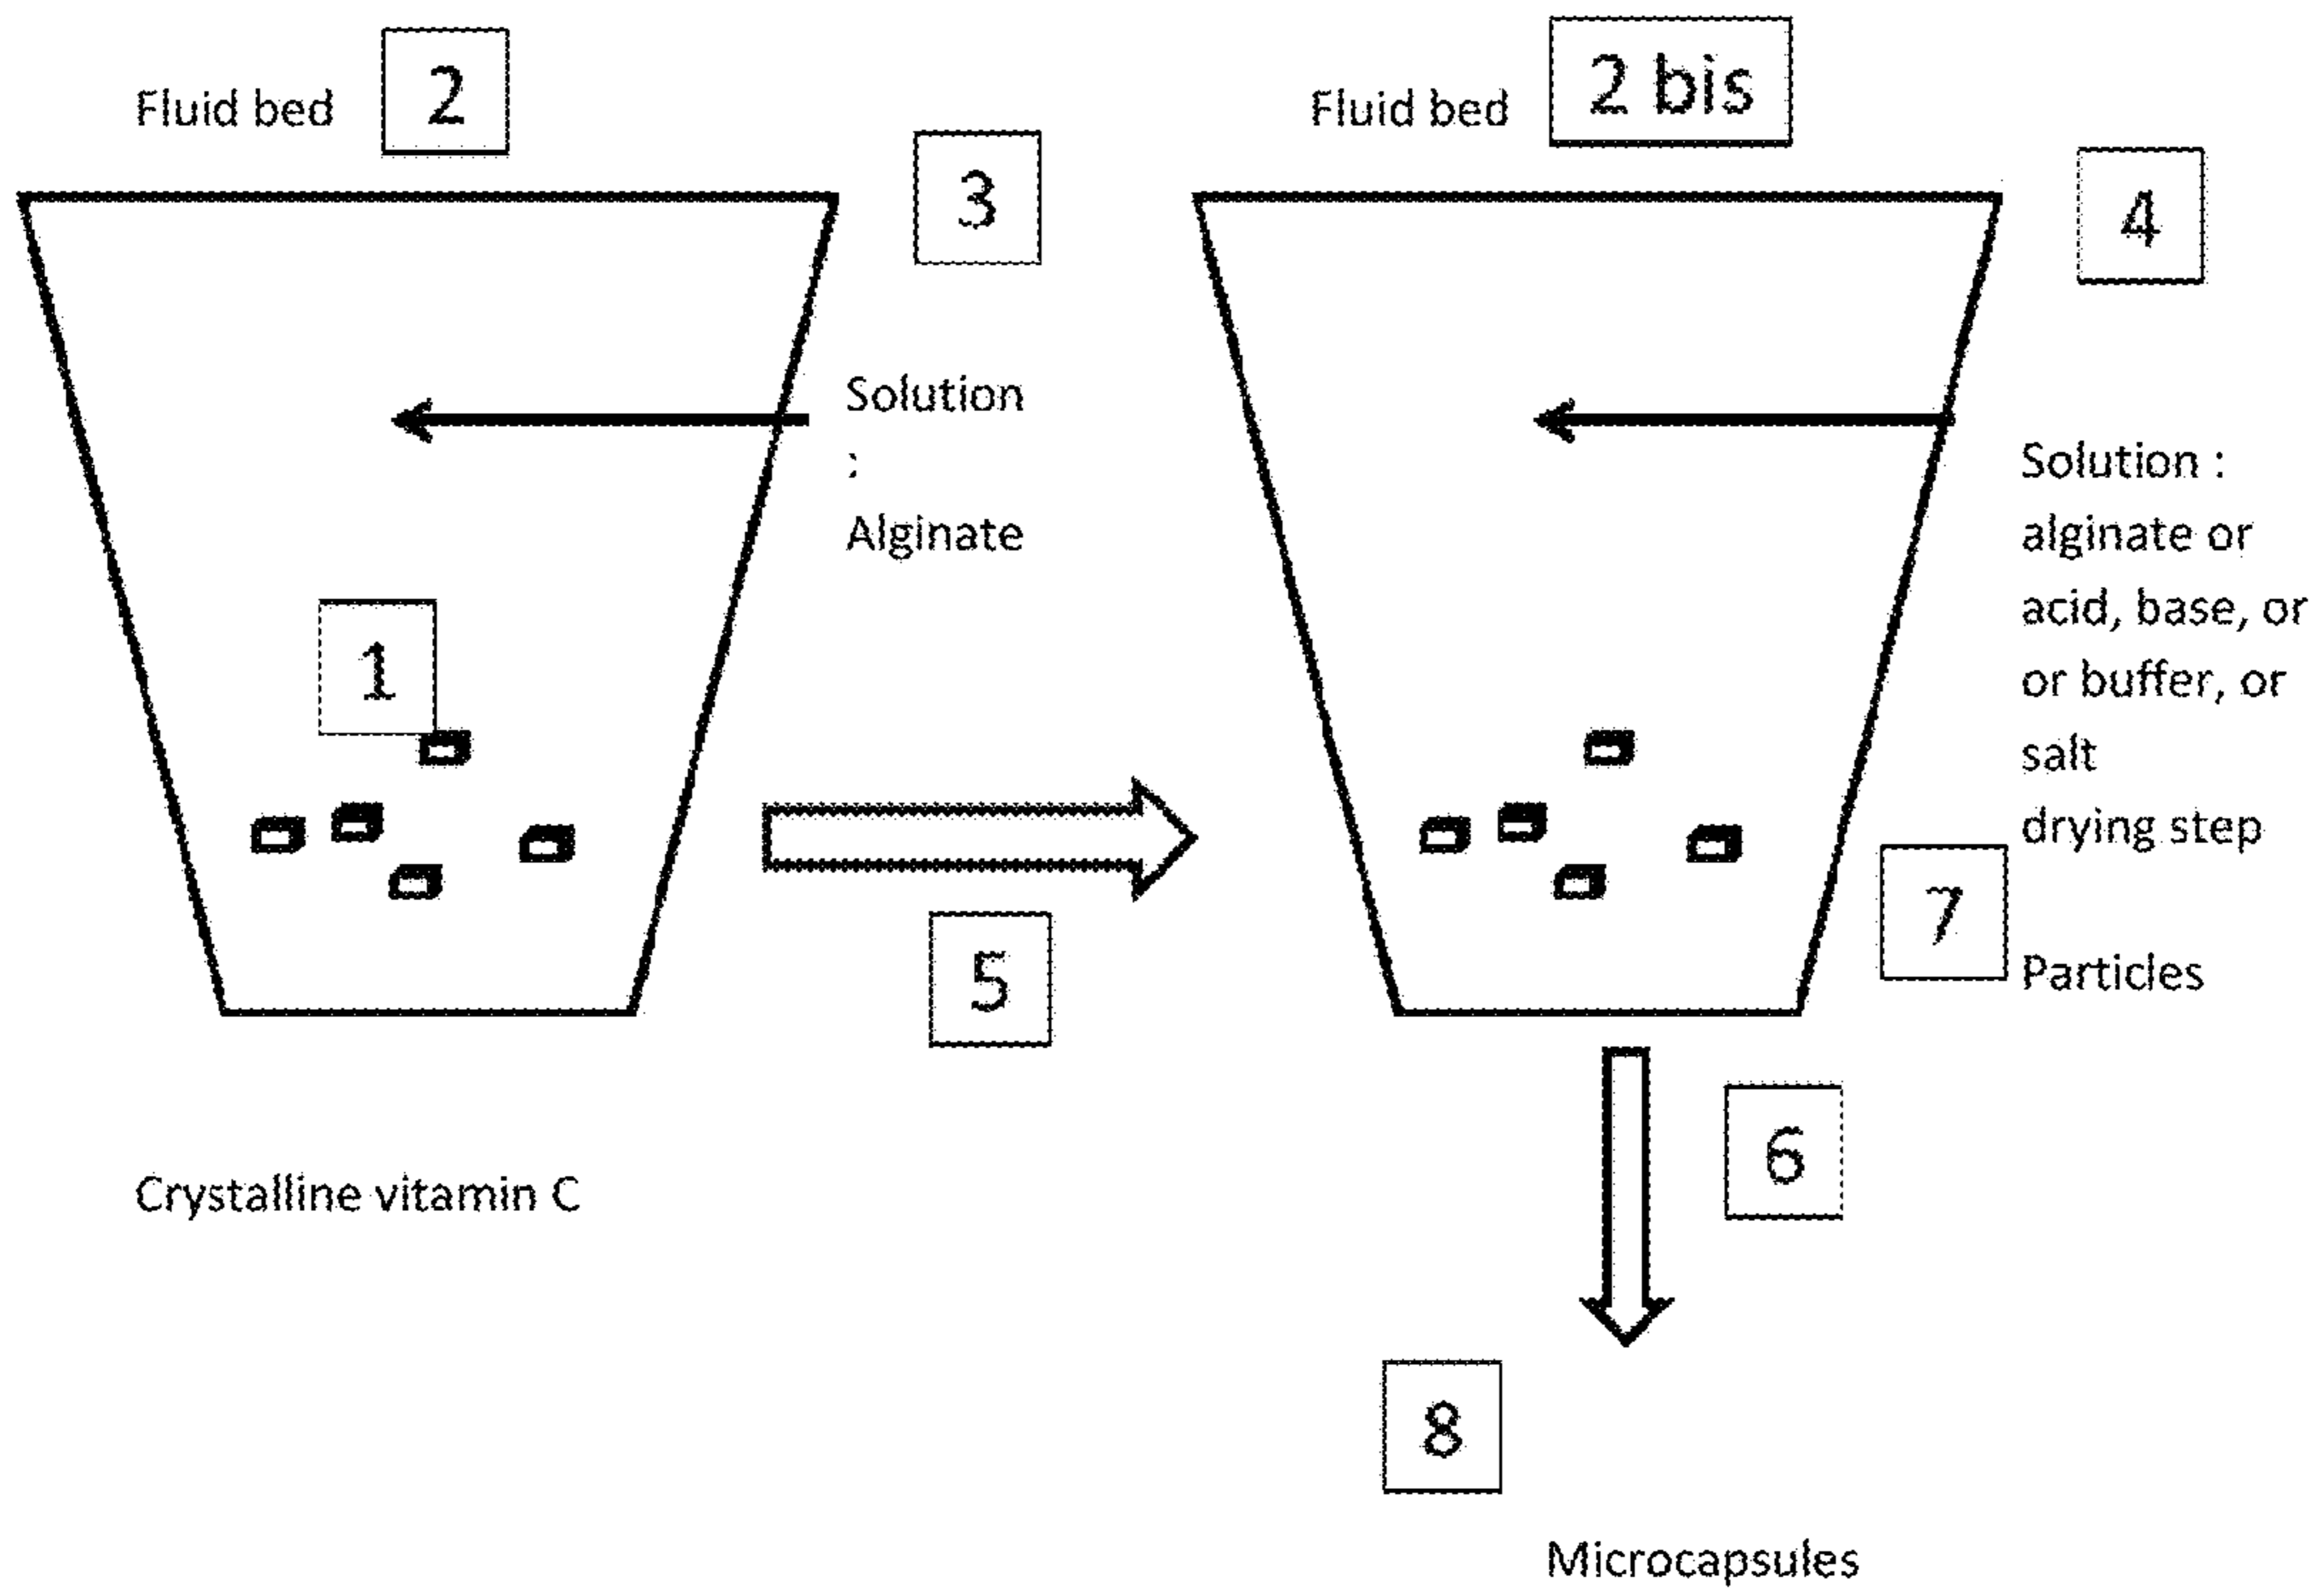 Fluid bed
2
3
Solution
:
Alginate
1
5
Crystalline vitamin C
Fluid bed
2 bis
4
Solution :
alginate or
acid, base, or
or buffer, or
salt
drying step
7
Particles
6
8
Microcapsules